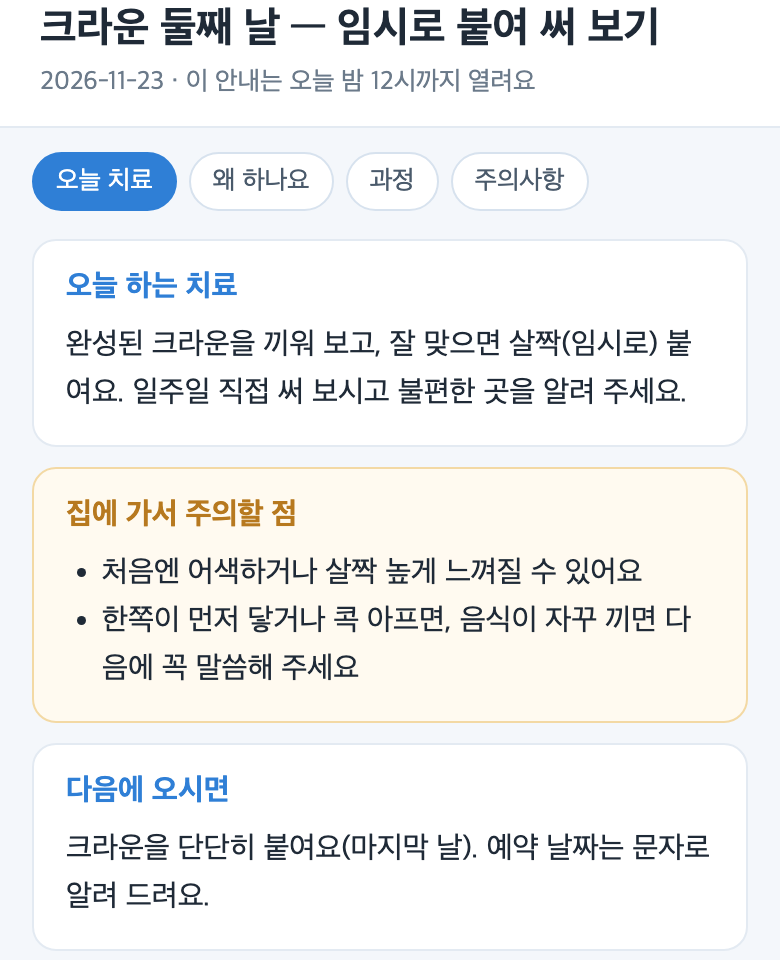 크라운 둘째 날 — 임시로 붙여 써 보기
2026-11-23 · 이 안내는 오늘 밤 12시까지 열려요
오늘 치료
왜 하나요
과정
주의사항
오늘 하는 치료
완성된 크라운을 끼워 보고, 잘 맞으면 살짝(임시로) 붙
여요. 일주일 직접 써 보시고 불편한 곳을 알려 주세요.
집에 가서 주의할 점
• 처음엔 어색하거나 살짝 높게 느껴질 수 있어요
• 한쪽이 먼저 닿거나 콕 아프면, 음식이 자꾸 끼면 다
음에 꼭 말씀해 주세요
다음에 오시면
크라운을 단단히 붙여요(마지막 날). 예약 날짜는 문자로
알려 드려요.